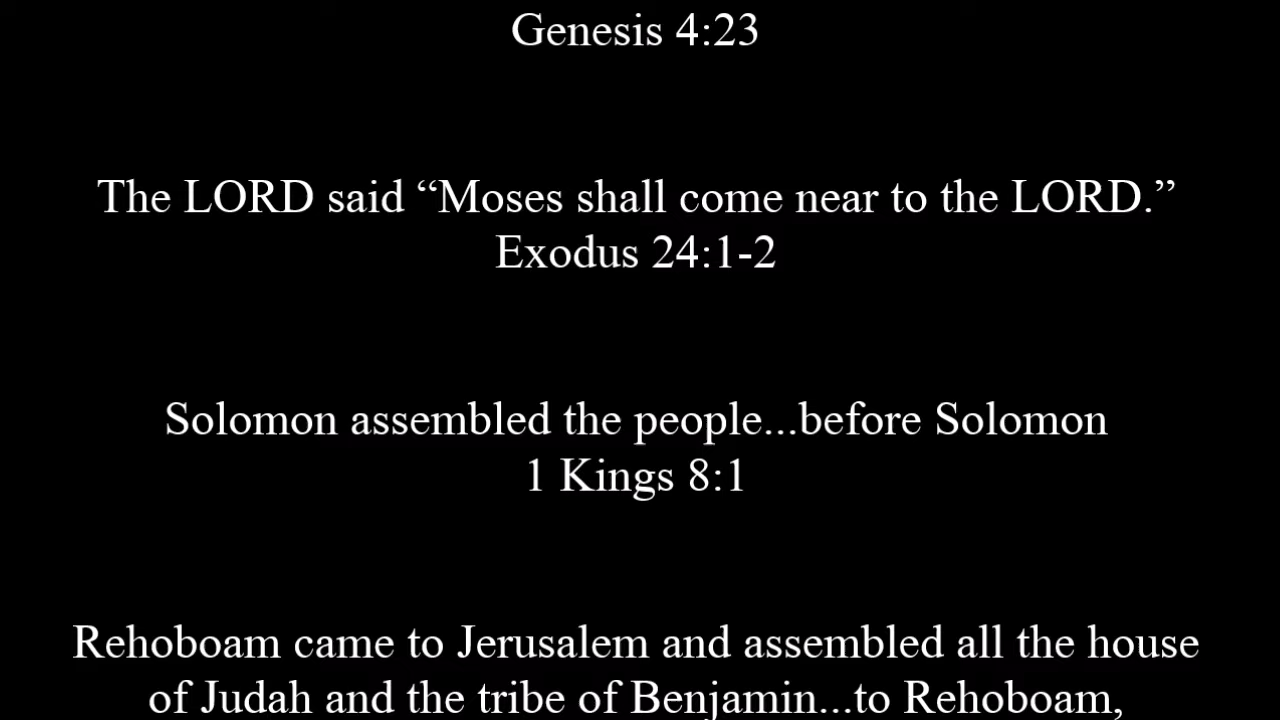 Genesis 4:23
The LORD said “Moses shall come near to the LORD.”
Exodus 24:1-2
Solomon assembled the people...before Solomon
1 Kings 8:1
Rehoboam came to Jerusalem and assembled all the house
of Judah and the tribe of Benjamin...to Rehoboam,